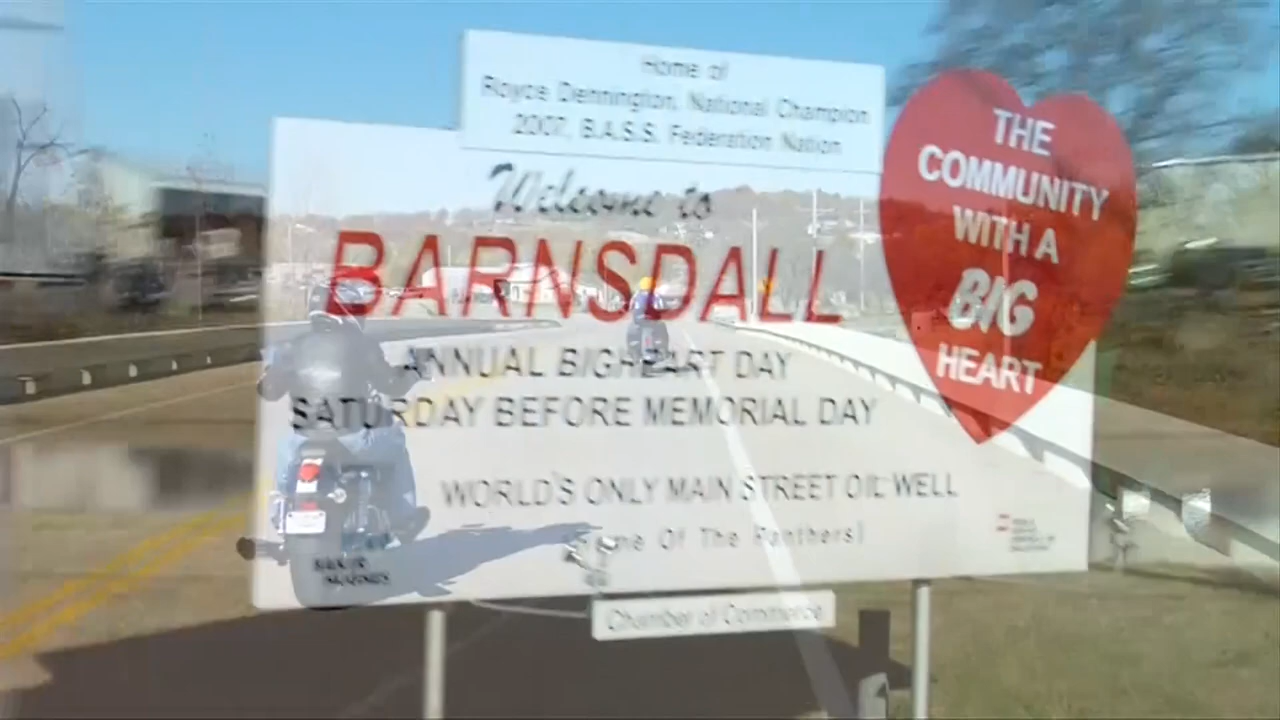 Home of
Royce Dennington, National Champion
2007, B.A.S.S. Federation Nation
Welcome to
BARNSDALL
ANNUAL BIGHEART DAY
SATURDAY BEFORE MEMORIAL DAY
WORLD'S ONLY MAIN STREET OIL WELL
Of The Panthers)
Chamber of Commerce
THE
COMMUNITY
WITH A
BIG
HEART